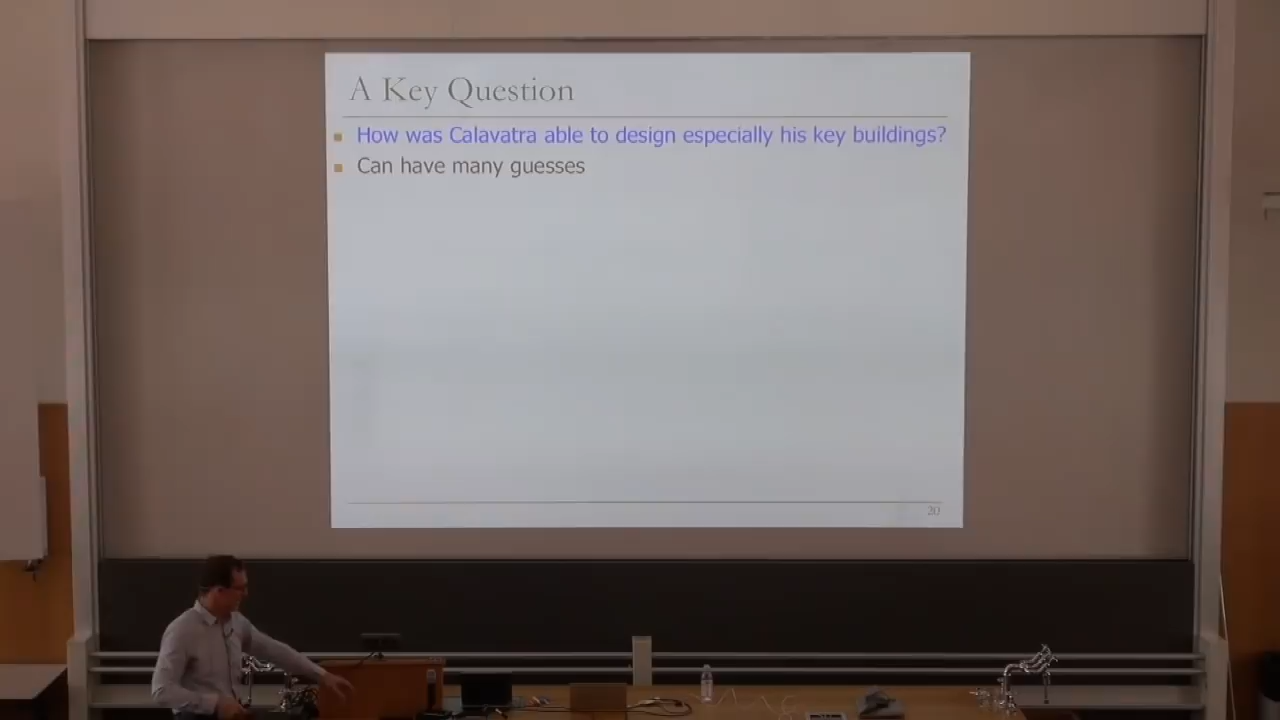 A Key Question
How was Calavatra able to design especially his key buildings?
Can have many guesses
20